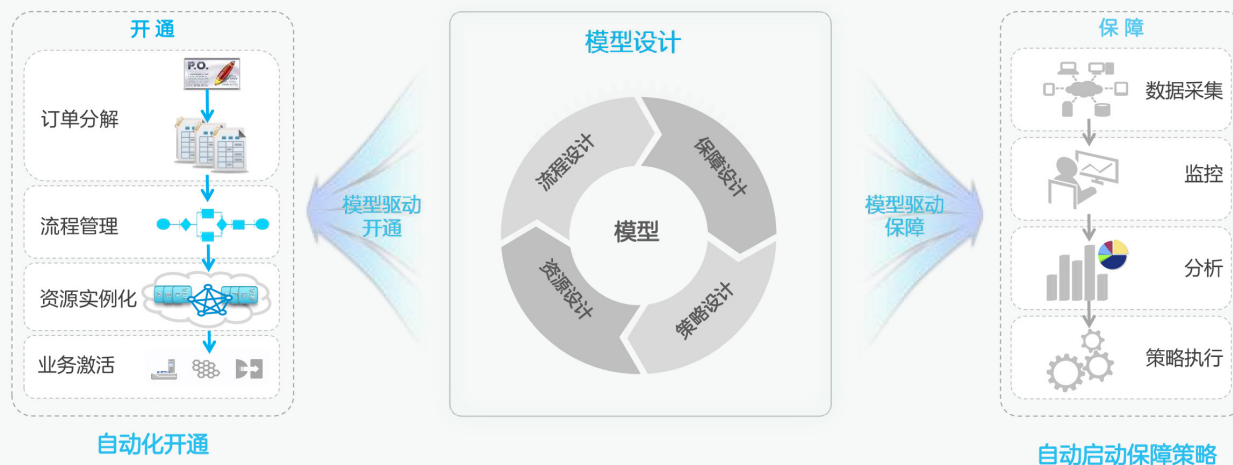 开通
P.O.
订单分解
流程管理
资源实例化
业务激活
自动化开通
模型驱动
开通
模型设计
流程设计
保障设计
模型
资源设计
策略设计
模型驱动
保障
保障
数据采集
监控
分析
策略执行
自动启动保障策略